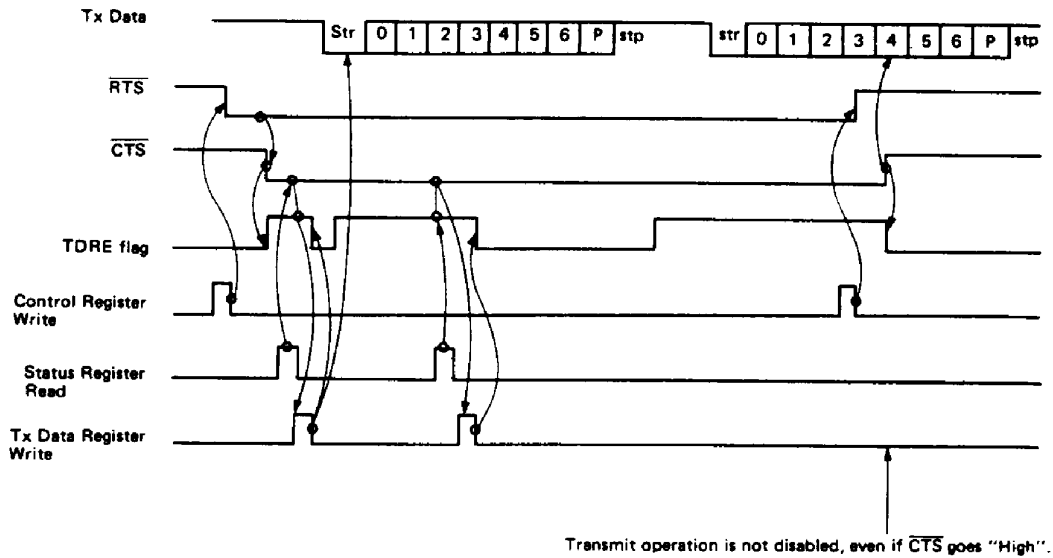 Tx Data
Str 0 1 2 3 4 5 6 P stp str 0 1 2 3 4 5 6 P stp
RTS
CTS
TDRE flag
Control Register
Write
Status Register
Read
Tx Data Register
Write
Transmit operation is not disabled, even if CTS goes "High".